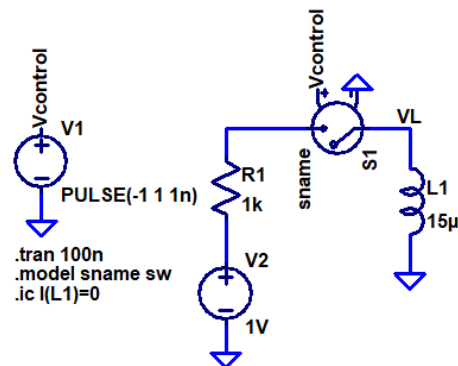 Vcontrol
V1
PULSE(-1 1 1n)
.tran 100n
.model sname sw
.ic I(L1)=0
R1
1k
V2
1V
Vcontrol
sname
S1
VL
L1
15µ